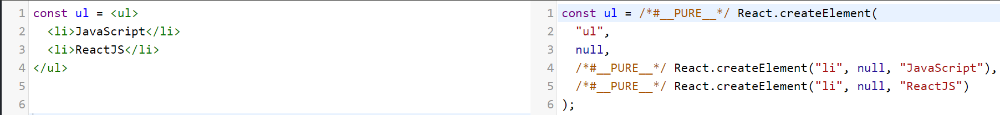 1 const ul = <ul>
2   <li>JavaScript</li>
3   <li>ReactJS</li>
4 </ul>
5
6
1 const ul = /*#__PURE__*/ React.createElement(
2   "ul",
3   null,
4   /*#__PURE__*/ React.createElement("li", null, "JavaScript"),
5   /*#__PURE__*/ React.createElement("li", null, "ReactJS")
6 );